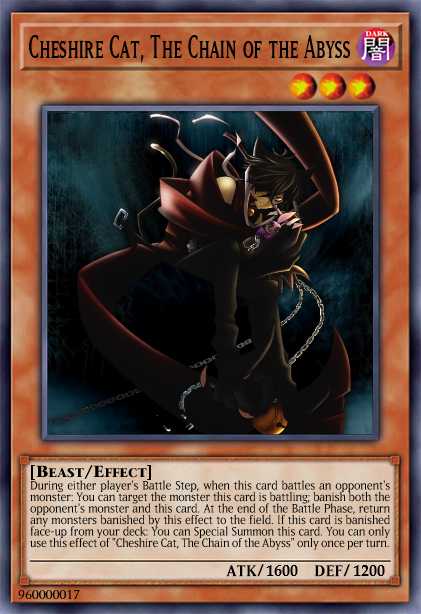 Cheshire Cat, The Chain of the Abyss
DARK
闇
[Beast/Effect]
During either player's Battle Step, when this card battles an opponent's
monster: You can target the monster this card is battling; banish both the
opponent's monster and this card. At the end of the Battle Phase, return
any monsters banished by this effect to the field. If this card is banished
face-up from your deck: You can Special Summon this card. You can only
use this effect of "Cheshire Cat, The Chain of the Abyss" only once per turn.
ATK/1600 DEF/1200
960000017